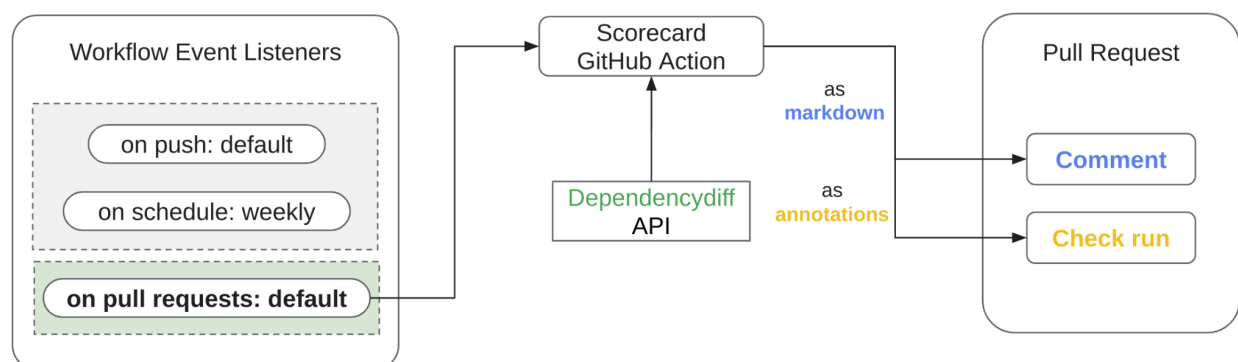 Workflow Event Listeners
on push: default
on schedule: weekly
on pull requests: default
Scorecard
GitHub Action
Dependencydiff
API
as
markdown
as
annotations
Pull Request
Comment
Check run